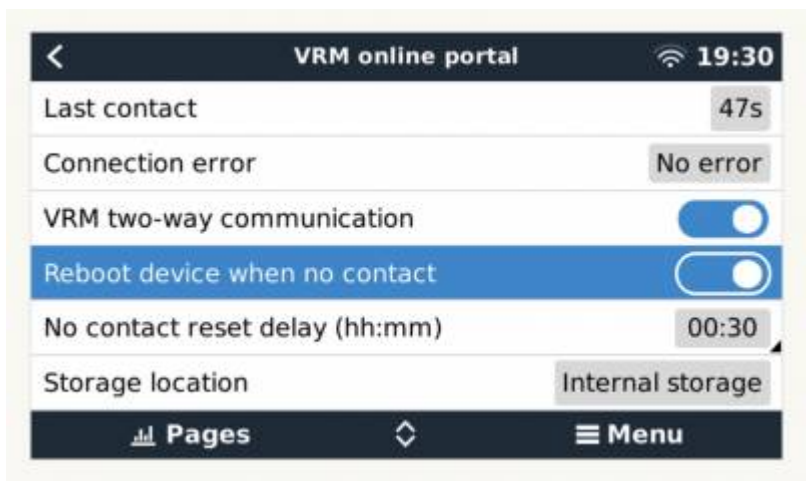 VRM online portal 19:30
Last contact 47s
Connection error No error
VRM two-way communication
Reboot device when no contact
No contact reset delay (hh:mm) 00:30
Storage location Internal storage
Pages Menu